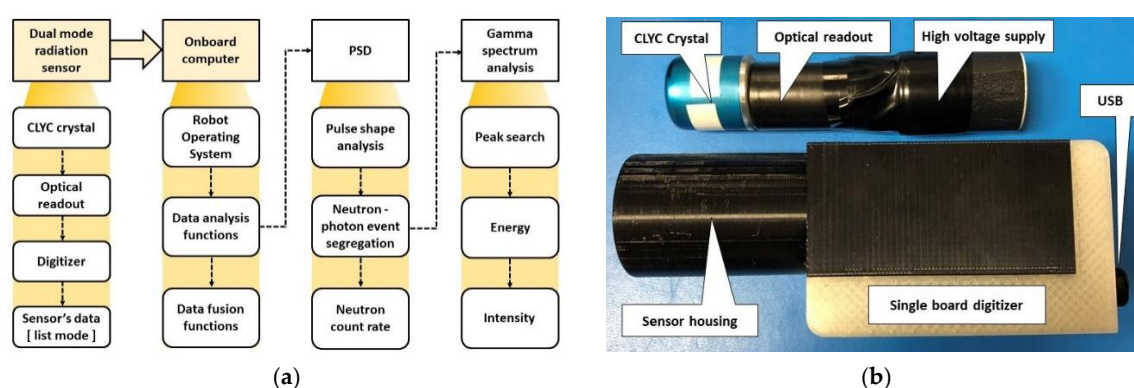 Dual mode
radiation
sensor
Onboard
computer
PSD
Gamma
spectrum
analysis
CLYC crystal
Optical
readout
Digitizer
Sensor's data
[ list mode ]
Robot
Operating
System
Data analysis
functions
Data fusion
functions
Pulse shape
analysis
Neutron -
photon event
segregation
Neutron
count rate
Peak search
Energy
Intensity
(a)
CLYC Crystal
Optical readout
High voltage supply
USB
Sensor housing
Single board digitizer
(b)